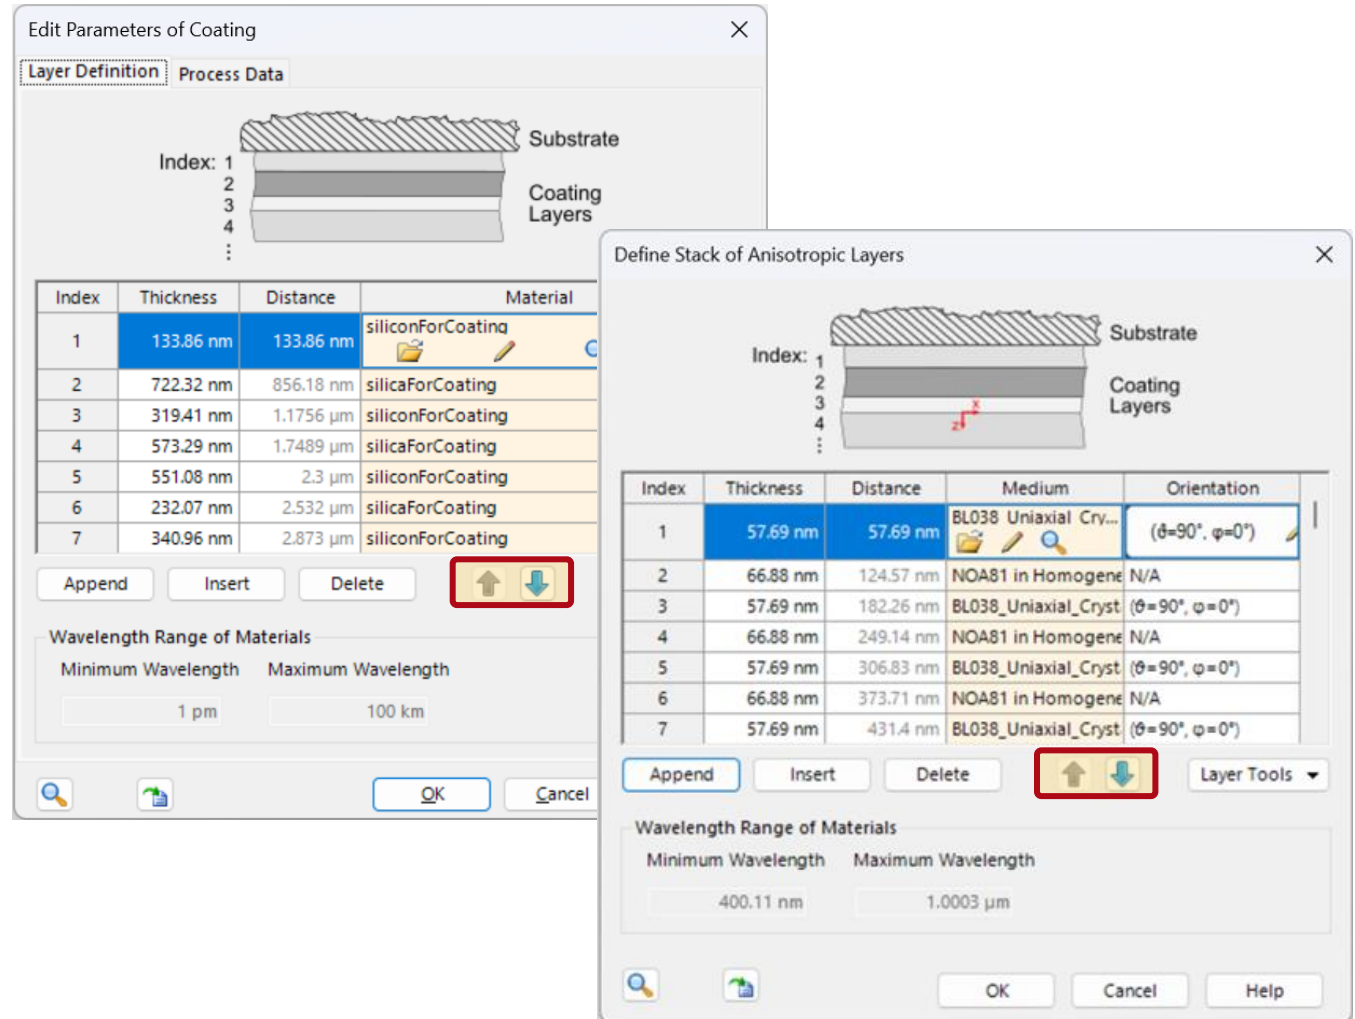 Edit Parameters of Coating
Layer Definition Process Data
Substrate
Index: 1
2
3
4
Coating
Layers
Index Thickness Distance Material
1 133.86 nm 133.86 nm siliconForCoating
2 722.32 nm 856.18 nm silicaForCoating
3 319.41 nm 1.1756 µm siliconForCoating
4 573.29 nm 1.7489 µm silicaForCoating
5 551.08 nm 2.3 µm siliconForCoating
6 232.07 nm 2.532 µm silicaForCoating
7 340.96 nm 2.873 µm siliconForCoating
Append Insert Delete
Wavelength Range of Materials
Minimum Wavelength Maximum Wavelength
1 pm 100 km
OK Cancel
Define Stack of Anisotropic Layers
Substrate
Index: 1
2
3
4
x
z
Coating
Layers
Index Thickness Distance Medium Orientation
1 57.69 nm 57.69 nm BL038 Uniaxial Cry... (ϑ=90°, φ=0°)
2 66.88 nm 124.57 nm NOA81 in Homogene N/A
3 57.69 nm 182.26 nm BL038_Uniaxial_Cryst (ϑ=90°, φ=0°)
4 66.88 nm 249.14 nm NOA81 in Homogene N/A
5 57.69 nm 306.83 nm BL038_Uniaxial_Cryst (ϑ=90°, φ=0°)
6 66.88 nm 373.71 nm NOA81 in Homogene N/A
7 57.69 nm 431.4 nm BL038_Uniaxial_Cryst (ϑ=90°, φ=0°)
Append Insert Delete Layer Tools
Wavelength Range of Materials
Minimum Wavelength Maximum Wavelength
400.11 nm 1.0003 µm
OK Cancel Help